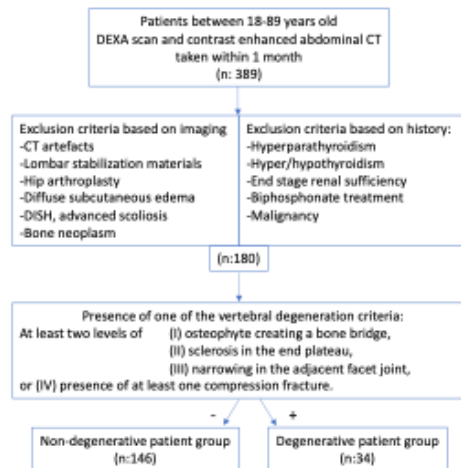 Patients between 18-89 years old
DEXA scan and contrast enhanced abdominal CT
taken within 1 month
(n: 389)
Exclusion criteria based on imaging
-CT artefacts
-Lombar stabilization materials
-Hip arthroplasty
-Diffuse subcutaneous edema
-DISH, advanced scoliosis
-Bone neoplasm
Exclusion criteria based on history:
-Hyperparathyroidism
-Hyper/hypothyroidism
-End stage renal sufficiency
-Biphosphonate treatment
-Malignancy
(n:180)
Presence of one of the vertebral degeneration criteria:
At least two levels of (I) osteophyte creating a bone bridge,
(II) sclerosis in the end plateau,
(III) narrowing in the adjacent facet joint,
or (IV) presence of at least one compression fracture.
- +
Non-degenerative patient group
(n:146)
Degenerative patient group
(n:34)